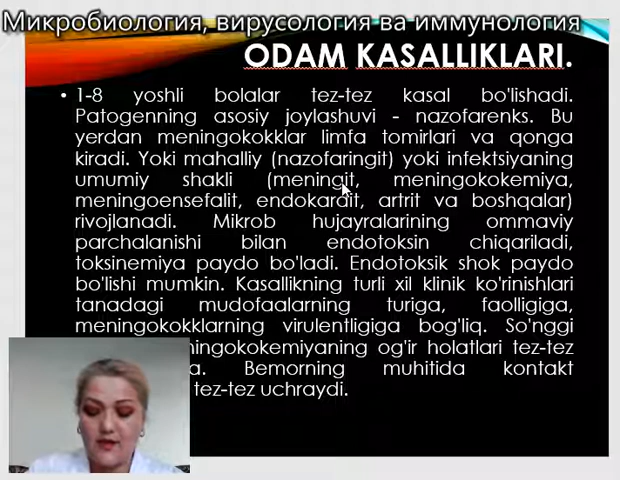 Микробиология, вирусология ва иммунология
ODAM KASALLIKLARI.
• 1-8 yoshli bolalar tez-tez kasal bo'lishadi.
Patogenning asosiy joylashuvi - nazofarenks. Bu
yerdan meningokokklar limfa tomirlari va qonga
kiradi. Yoki mahalliy (nazofaringit) yoki infektsiyaning
umumiy shakli (meningit, meningokokemiya,
meningoensefalit, endokardit, artrit va boshqalar)
rivojlanadi. Mikrob hujayralarining ommaviy
parchalanishi bilan endotoksin chiqariladi,
toksinemiya paydo bo'ladi. Endotoksik shok paydo
bo'lishi mumkin. Kasallikning turli xil klinik ko'rinishlari
tanadagi mudofaalarning turiga, faolligiga,
meningokokklarning virulentligiga bog'liq. So'nggi
ningokokemiyaning og'ir holatlari tez-tez
a. Bemorning muhitida kontakt
tez-tez uchraydi.